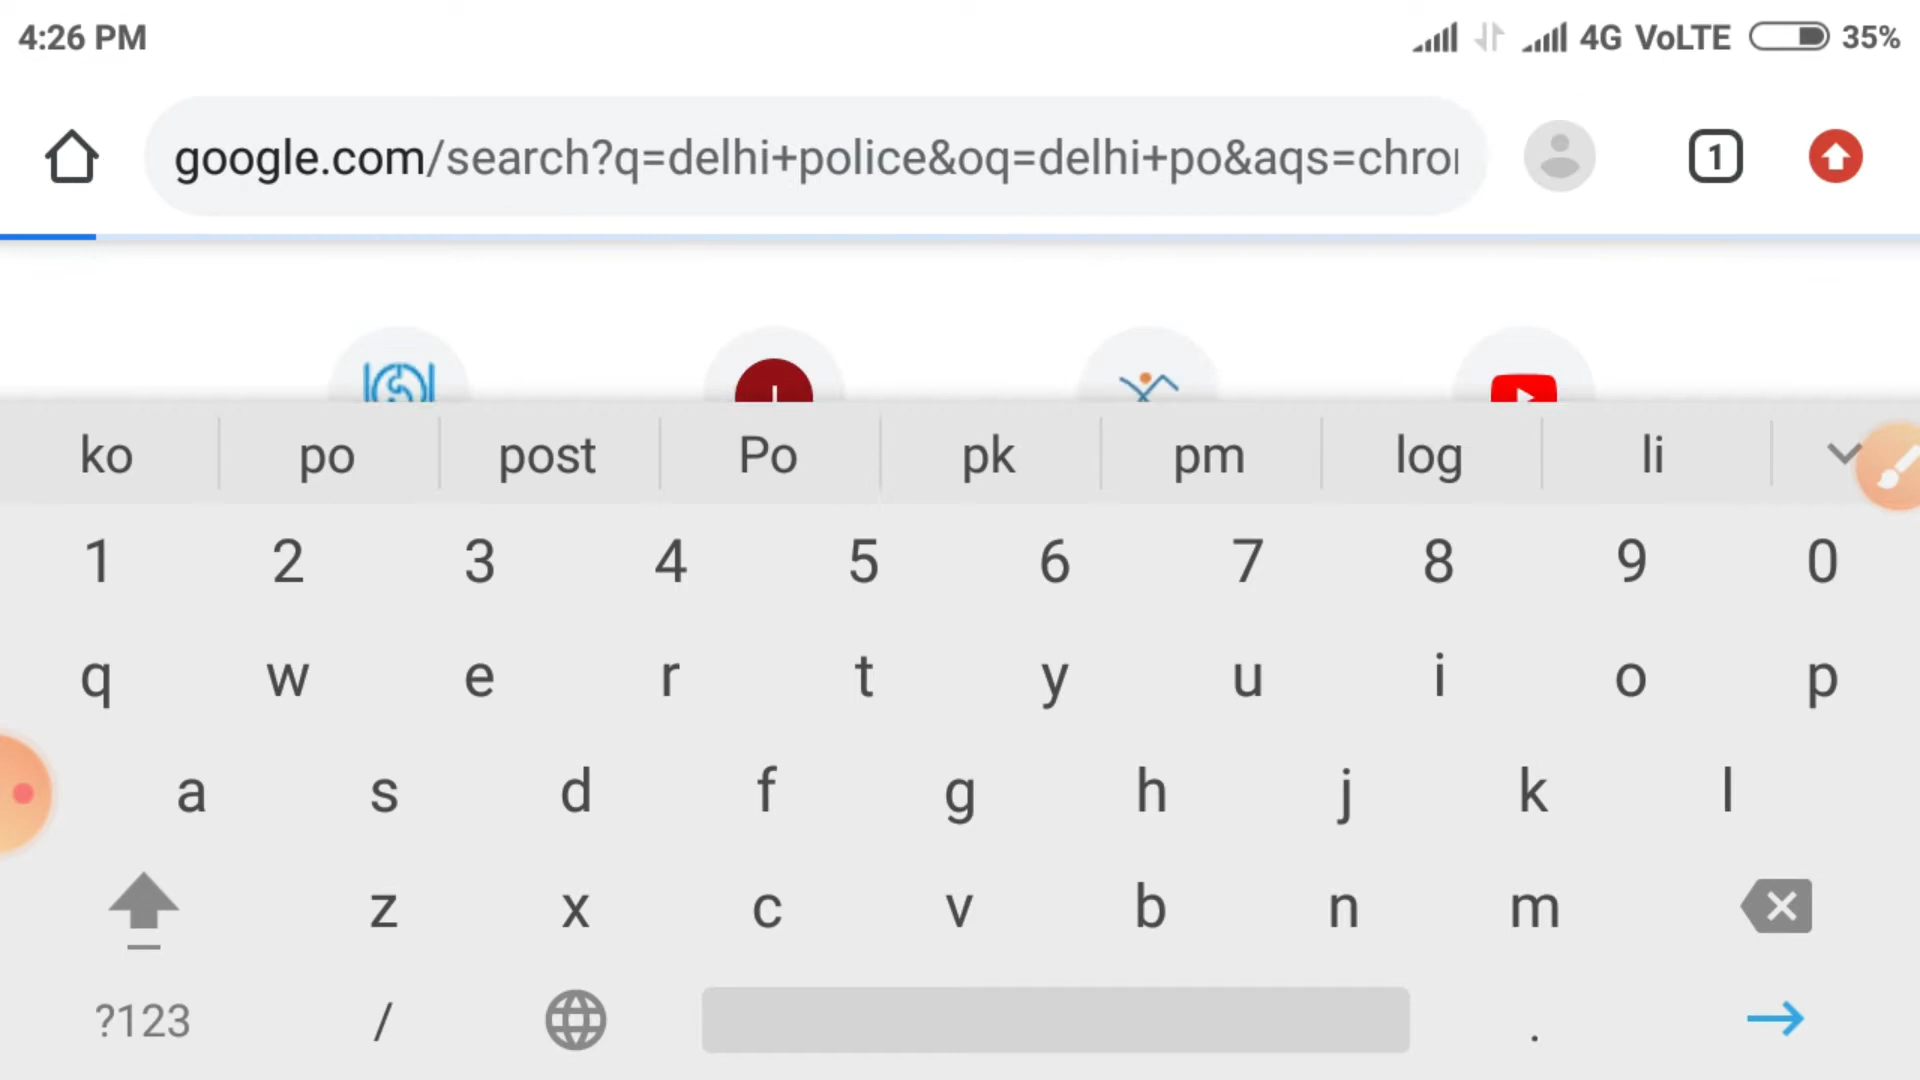 4:26 PM 4G VoLTE 35%
google.com/search?q=delhi+police&oq=delhi+po&aqs=chro
1
ko po post Po pk pm log li
1 2 3 4 5 6 7 8 9 0
q w e r t y u i o p
a s d f g h j k l
z x c v b n m
?123 / .